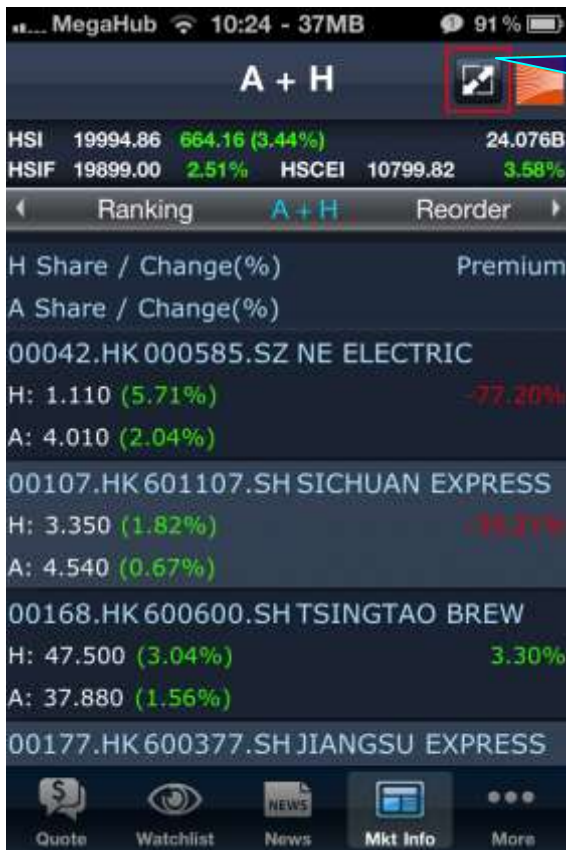 MegaHub 10:24 - 37MB 91%
A + H
HSI 19994.86 664.16 (3.44%) 24.076B
HSIF 19899.00 2.51% HSCEI 10799.82 3.58%
Ranking A + H Reorder
H Share / Change(%) Premium
A Share / Change(%)
00042.HK 000585.SZ NE ELECTRIC
H: 1.110 (5.71%) -77.20%
A: 4.010 (2.04%)
00107.HK 601107.SH SICHUAN EXPRESS
H: 3.350 (1.82%)
A: 4.540 (0.67%)
00168.HK 600600.SH TSINGTAO BREW
H: 47.500 (3.04%) 3.30%
A: 37.880 (1.56%)
00177.HK 600377.SH JIANGSU EXPRESS
NEWS
Quote Watchlist News Mkt Info More